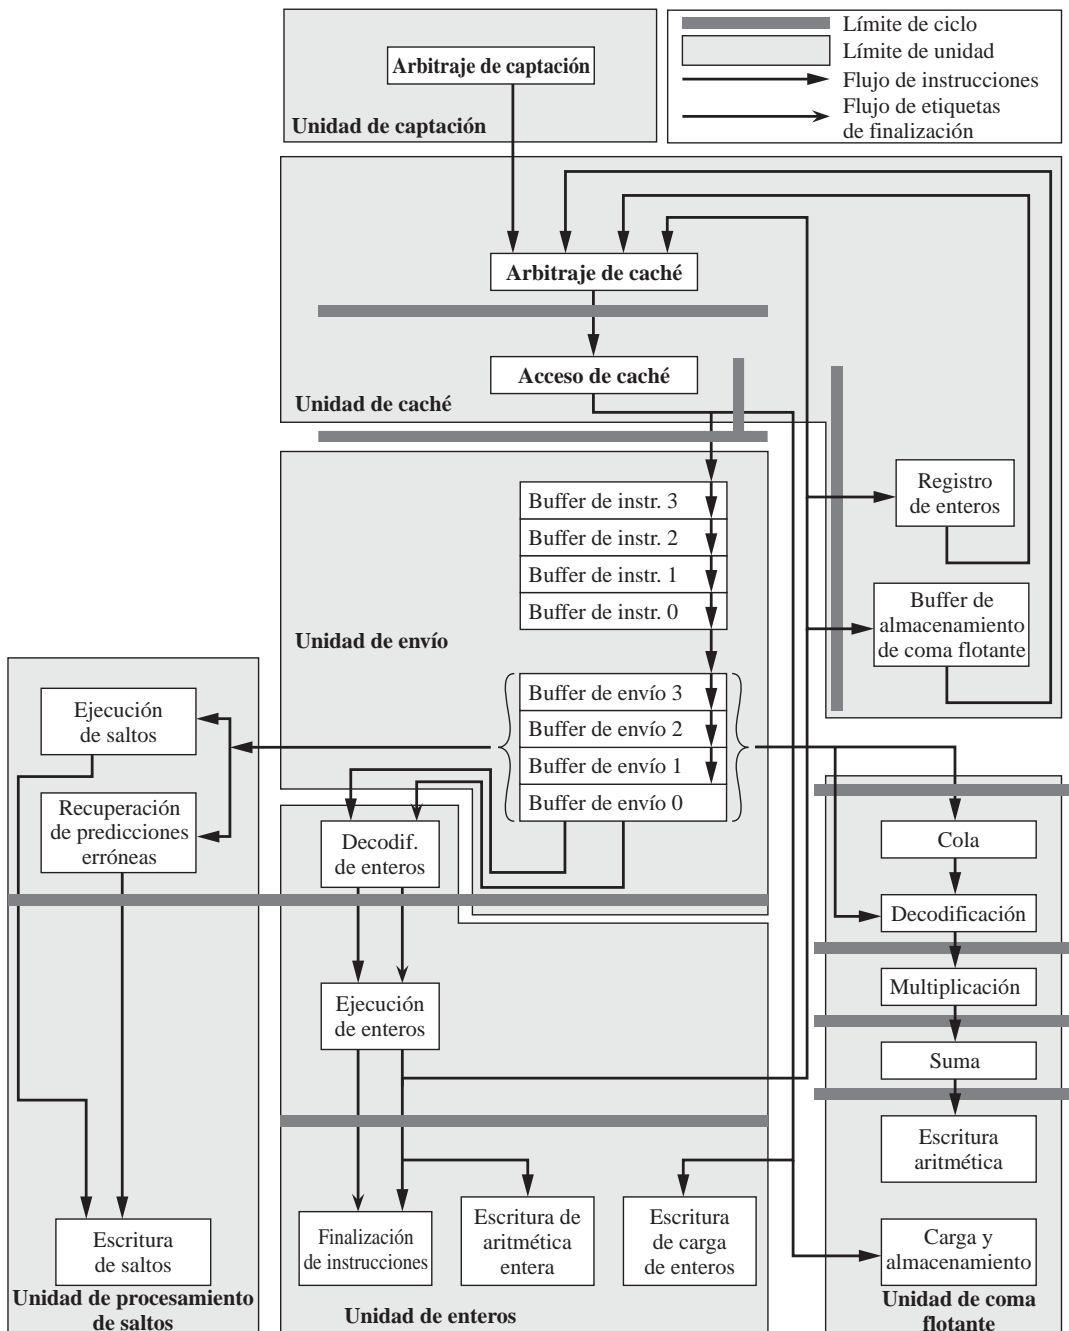 Límite de ciclo
Límite de unidad
Flujo de instrucciones
Flujo de etiquetas
de finalización
Arbitraje de captación
Unidad de captación
Arbitraje de caché
Acceso de caché
Unidad de caché
Registro
de enteros
Buffer de
almacenamiento
de coma flotante
Buffer de instr. 3
Buffer de instr. 2
Buffer de instr. 1
Buffer de instr. 0
Unidad de envío
Buffer de envío 3
Buffer de envío 2
Buffer de envío 1
Buffer de envío 0
Ejecución
de saltos
Recuperación
de predicciones
erróneas
Decodif.
de enteros
Cola
Decodificación
Multiplicación
Suma
Escritura
aritmética
Ejecución
de enteros
Escritura
de saltos
Unidad de procesamiento
de saltos
Finalización
de instrucciones
Escritura de
aritmética
entera
Escritura
de carga
de enteros
Unidad de enteros
Carga y
almacenamiento
Unidad de coma
flotante